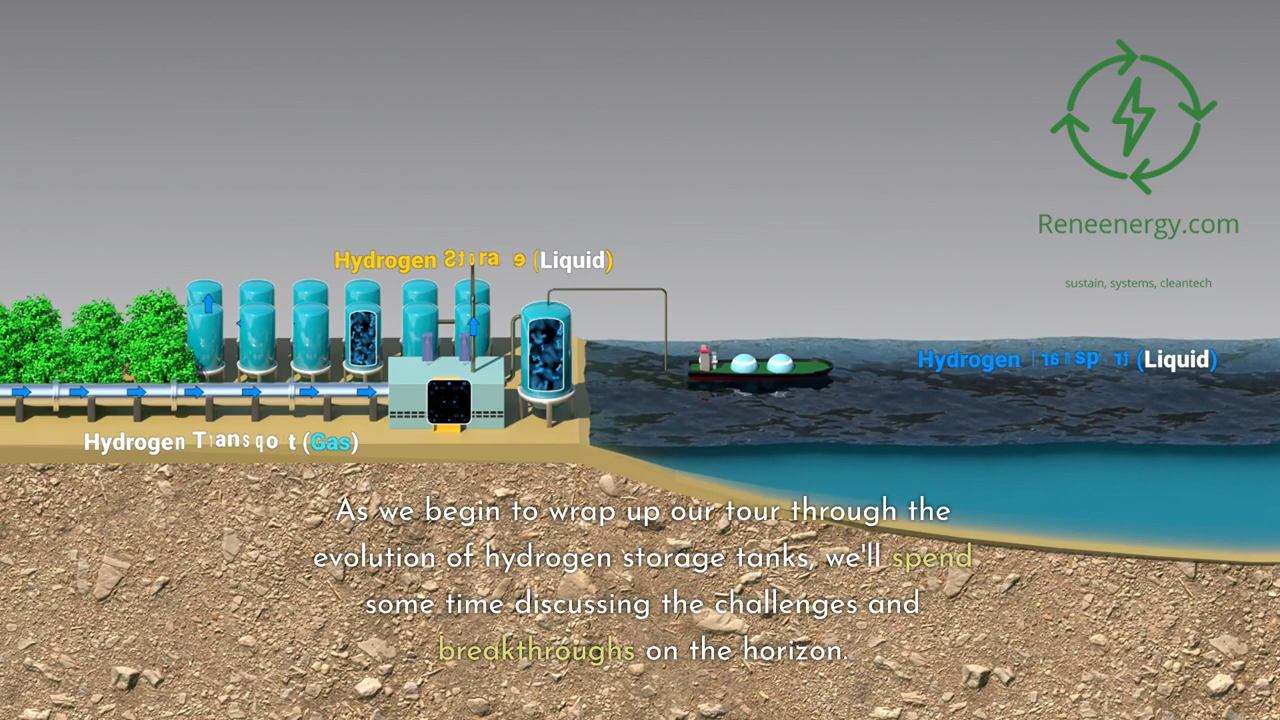 Reneenergy.com
sustain, systems, cleantech
Hydrogen (Liquid)
Hydrogen (Liquid)
Hydrogen (Gas)
As we begin to wrap up our tour through the
evolution of hydrogen storage tanks, we'll spend
some time discussing the challenges and
breakthroughs on the horizon.